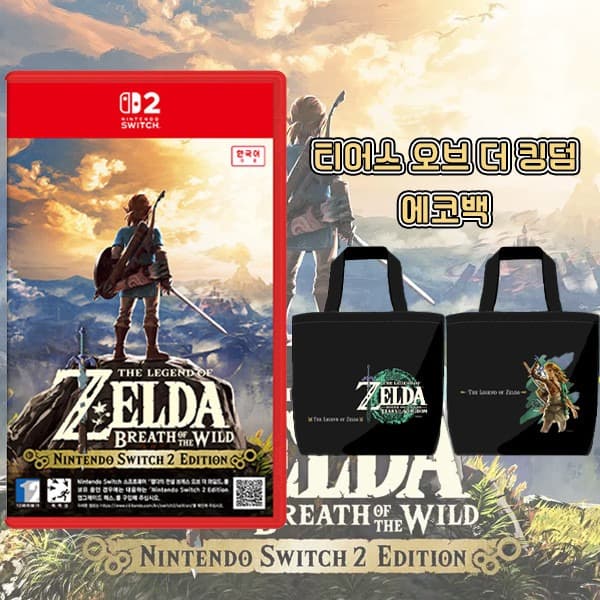 2
NINTENDO
SWITCH
한국어
티어스 오브 더 킹덤
에코백
THE LEGEND OF
ZELDA
BREATH OF THE WILD
NINTENDO SWITCH 2 EDITION
THE LEGEND OF ZELDA
THE LEGEND OF
ZELDA
TEARS OF THE KINGDOM
THE LEGEND OF ZELDA
ZELDA
BREATH OF THE WILD
NINTENDO SWITCH 2 EDITION